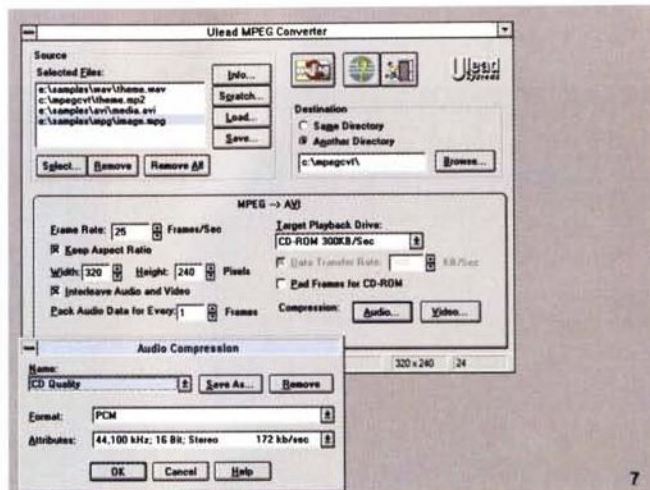 Ulead MPEG Converter
Source
Selected Files:
e:\samples\wav\theme.wav
c:\mpegcvt\theme.mp2
e:\samples\avi\media.avi
e:\samples\mpg\image.mpg
Info...
Scratch...
Load...
Save...
Select... Remove Remove All
Ulead
Systems
Destination
Same Directory
Another Directory
c:\mpegcvt\ Browse...
MPEG --> AVI
Frame Rate: 25 Frames/Sec
Keep Aspect Ratio
Width: 320 Height: 240 Pixels
Interleave Audio and Video
Pack Audio Data for Every: 1 Frames
Target Playback Drive:
CD-ROM 300KB/Sec
Data Transfer Rate: KB/Sec
Pad Frames for CD-ROM
Compression: Audio... Video...
320 x 240 24
Audio Compression
Name:
CD Quality Save As... Remove
Format: PCM
Attributes: 44,100 kHz; 16 Bit; Stereo 172 kb/sec
OK Cancel Help
7